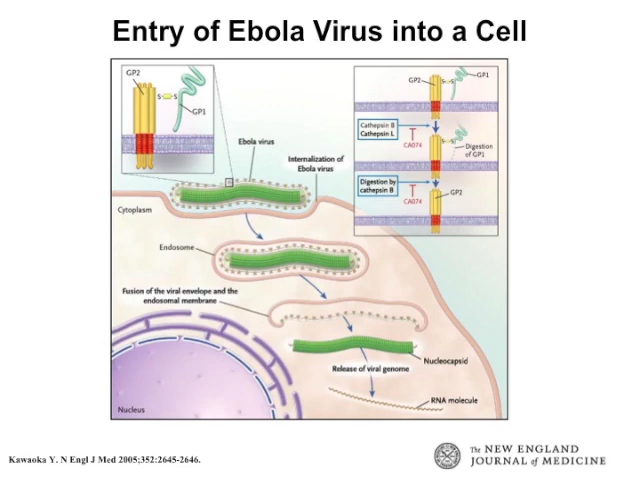 Entry of Ebola Virus into a Cell
GP2
S
S
GP1
Ebola virus
Internalization of
Ebola virus
Cytoplasm
GP2
S
S
GP1
Cathepsin B
Cathepsin L
CA074
Digestion
of GP1
Digestion by
cathepsin B
CA074
GP2
Endosome
Fusion of the viral envelope and the
endosomal membrane
Nucleocapsid
Release of viral genome
RNA molecule
Nucleus
Kawaoka Y. N Engl J Med 2005;352:2645-2646.
The NEW ENGLAND
JOURNAL of MEDICINE